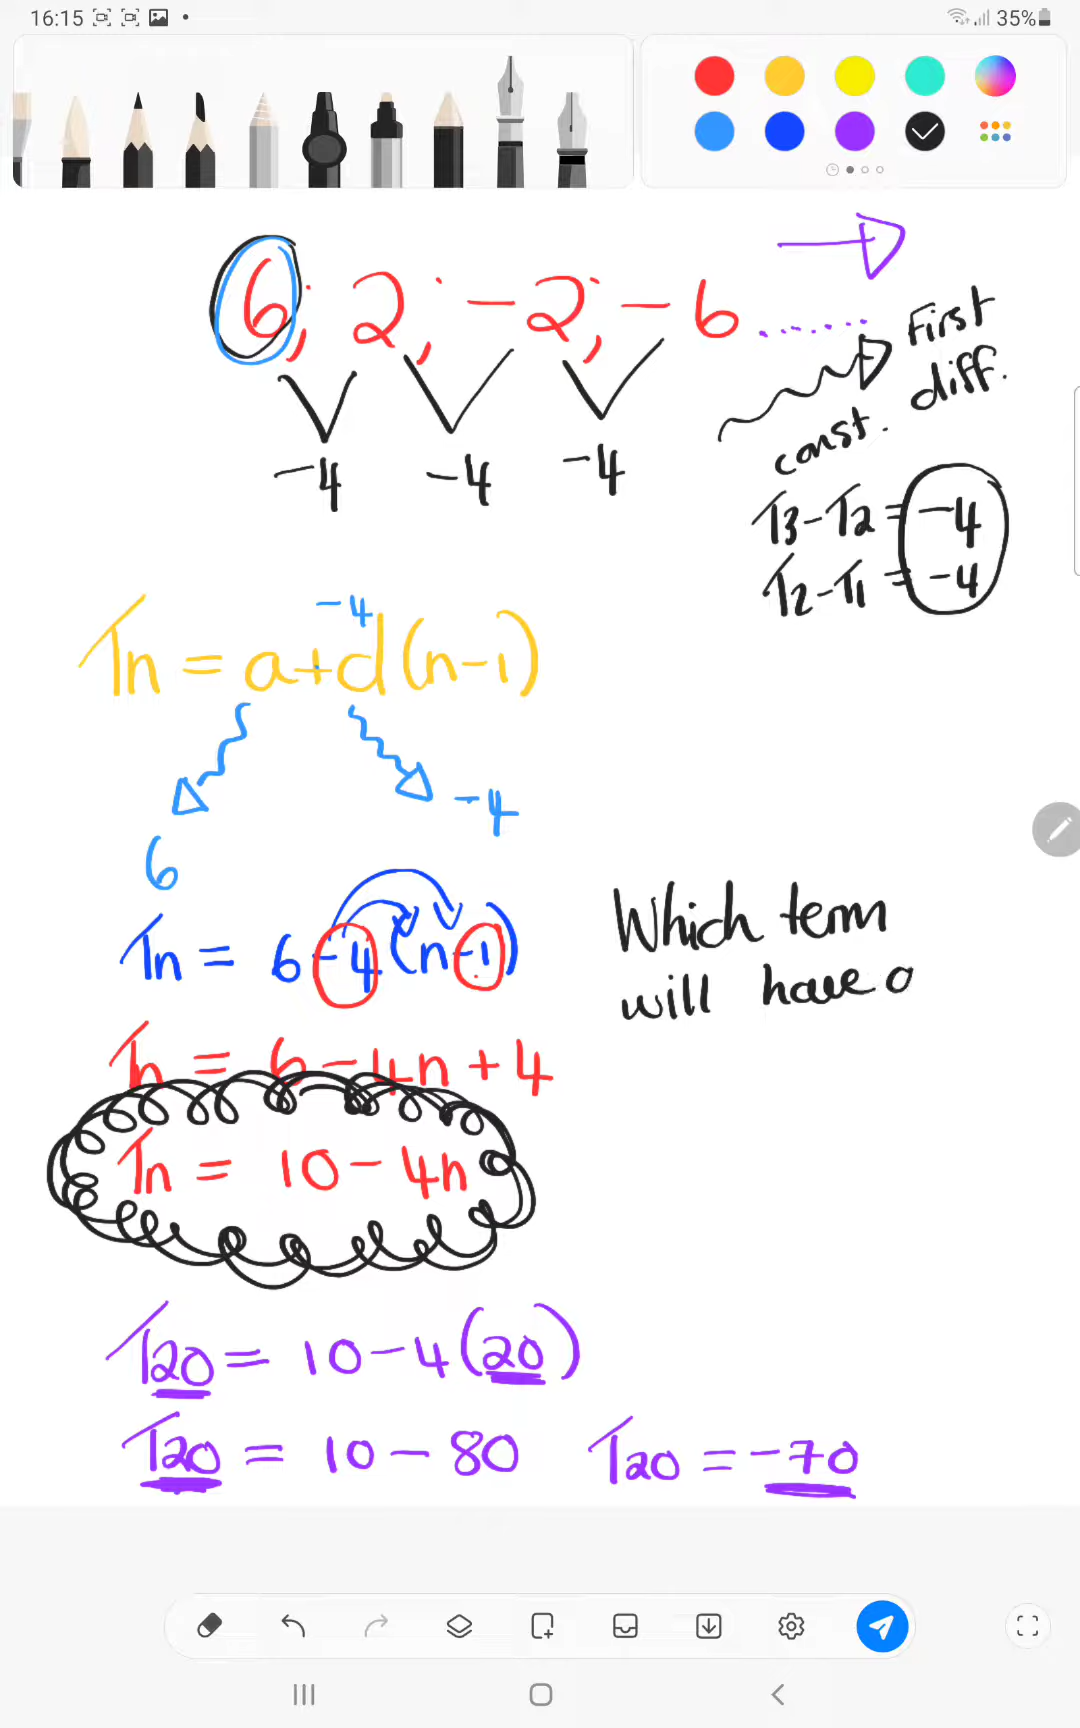 16:15
35%
6; 2; -2; -6 .......
First
diff.
const.
-4 -4 -4
T3-T2 = -4
T2-T1 = -4
-4
Tn = a+d(n-1)
6
-4
Tn = 6-4(n-1)
Tn = 6-4n+4
Tn = 10-4n
Which term
will have a
T20 = 10-4(20)
T20 = 10-80 T20 = -70